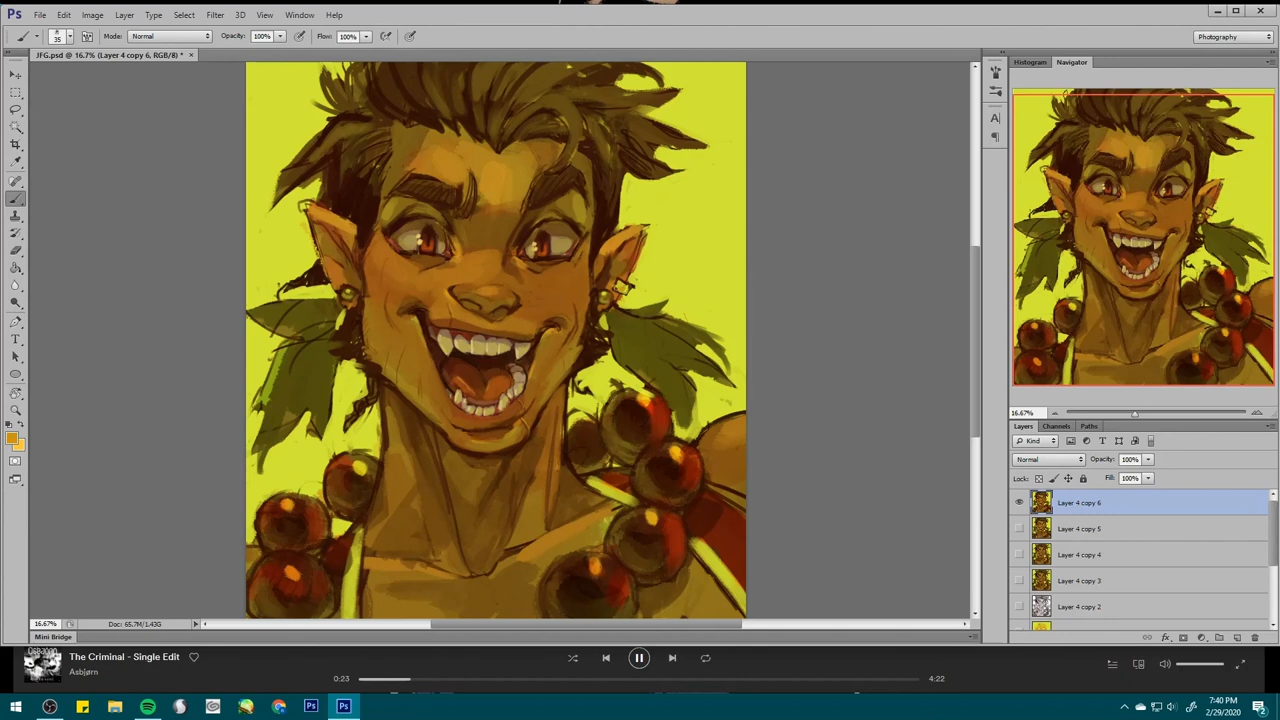 Ps File Edit Image Layer Type Select Filter 3D View Window Help
35 Mode: Normal Opacity: 100% Flow: 100% Photography
JFG.psd @ 16.7% (Layer 4 copy 6, RGB/8) * ×
Histogram Navigator
16.67%
Layers Channels Paths
Kind
Normal Opacity: 100%
Lock: Fill: 100%
Layer 4 copy 6
Layer 4 copy 5
Layer 4 copy 4
Layer 4 copy 3
Layer 4 copy 2
16.67% Doc: 65.7M/1.43G
Mini Bridge
The Criminal - Single Edit
Asbjørn
0:23 4:22
Ps Ps
7:40 PM
2/29/2020
2